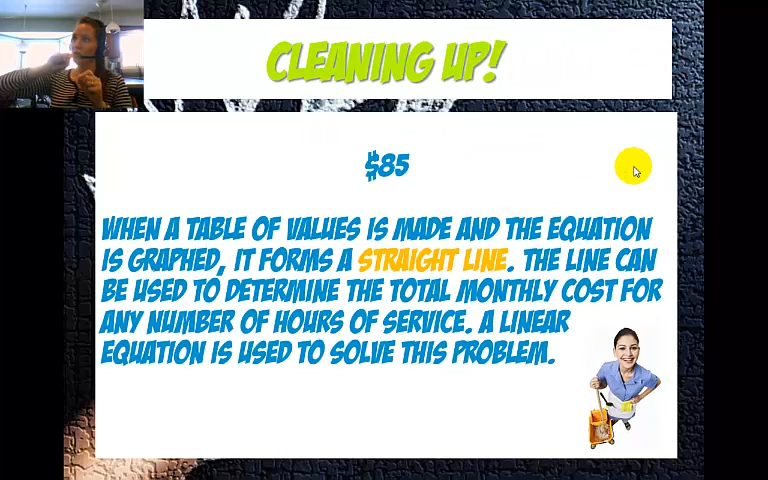 CLEANING UP!
$85
WHEN A TABLE OF VALUES IS MADE AND THE EQUATION
IS GRAPHED, IT FORMS A STRAIGHT LINE. THE LINE CAN
BE USED TO DETERMINE THE TOTAL MONTHLY COST FOR
ANY NUMBER OF HOURS OF SERVICE. A LINEAR
EQUATION IS USED TO SOLVE THIS PROBLEM.